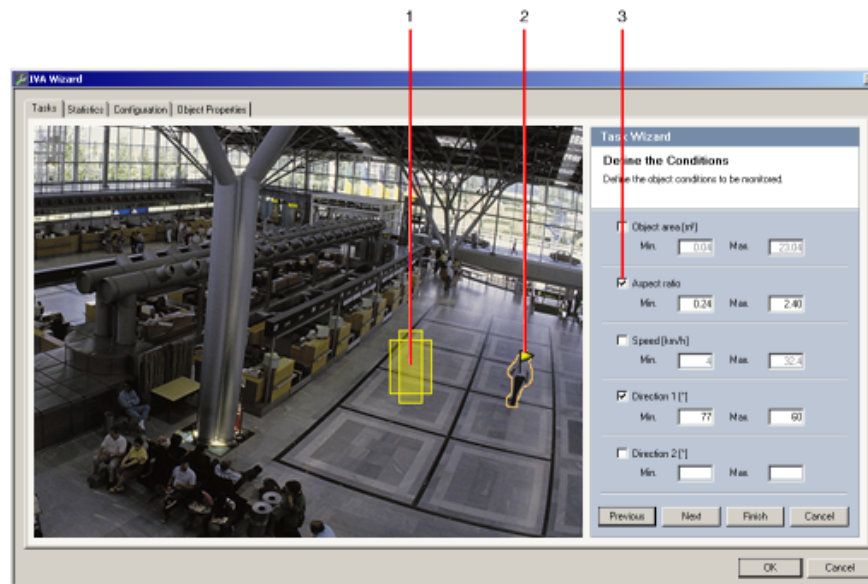 1 2 3
IVA Wizard
Tasks Statistics Configuration Object Properties
Task Wizard
Define the Conditions
Define the object conditions to be monitored.
Object area [m²]
Min. 0.04 Max. 23.04
Aspect ratio
Min. 0.24 Max. 2.40
Speed [km/h]
Min. 4 Max. 32.4
Direction 1 [°]
Min. 77 Max. 60
Direction 2 [°]
Min. Max.
Previous Next Finish Cancel
OK Cancel